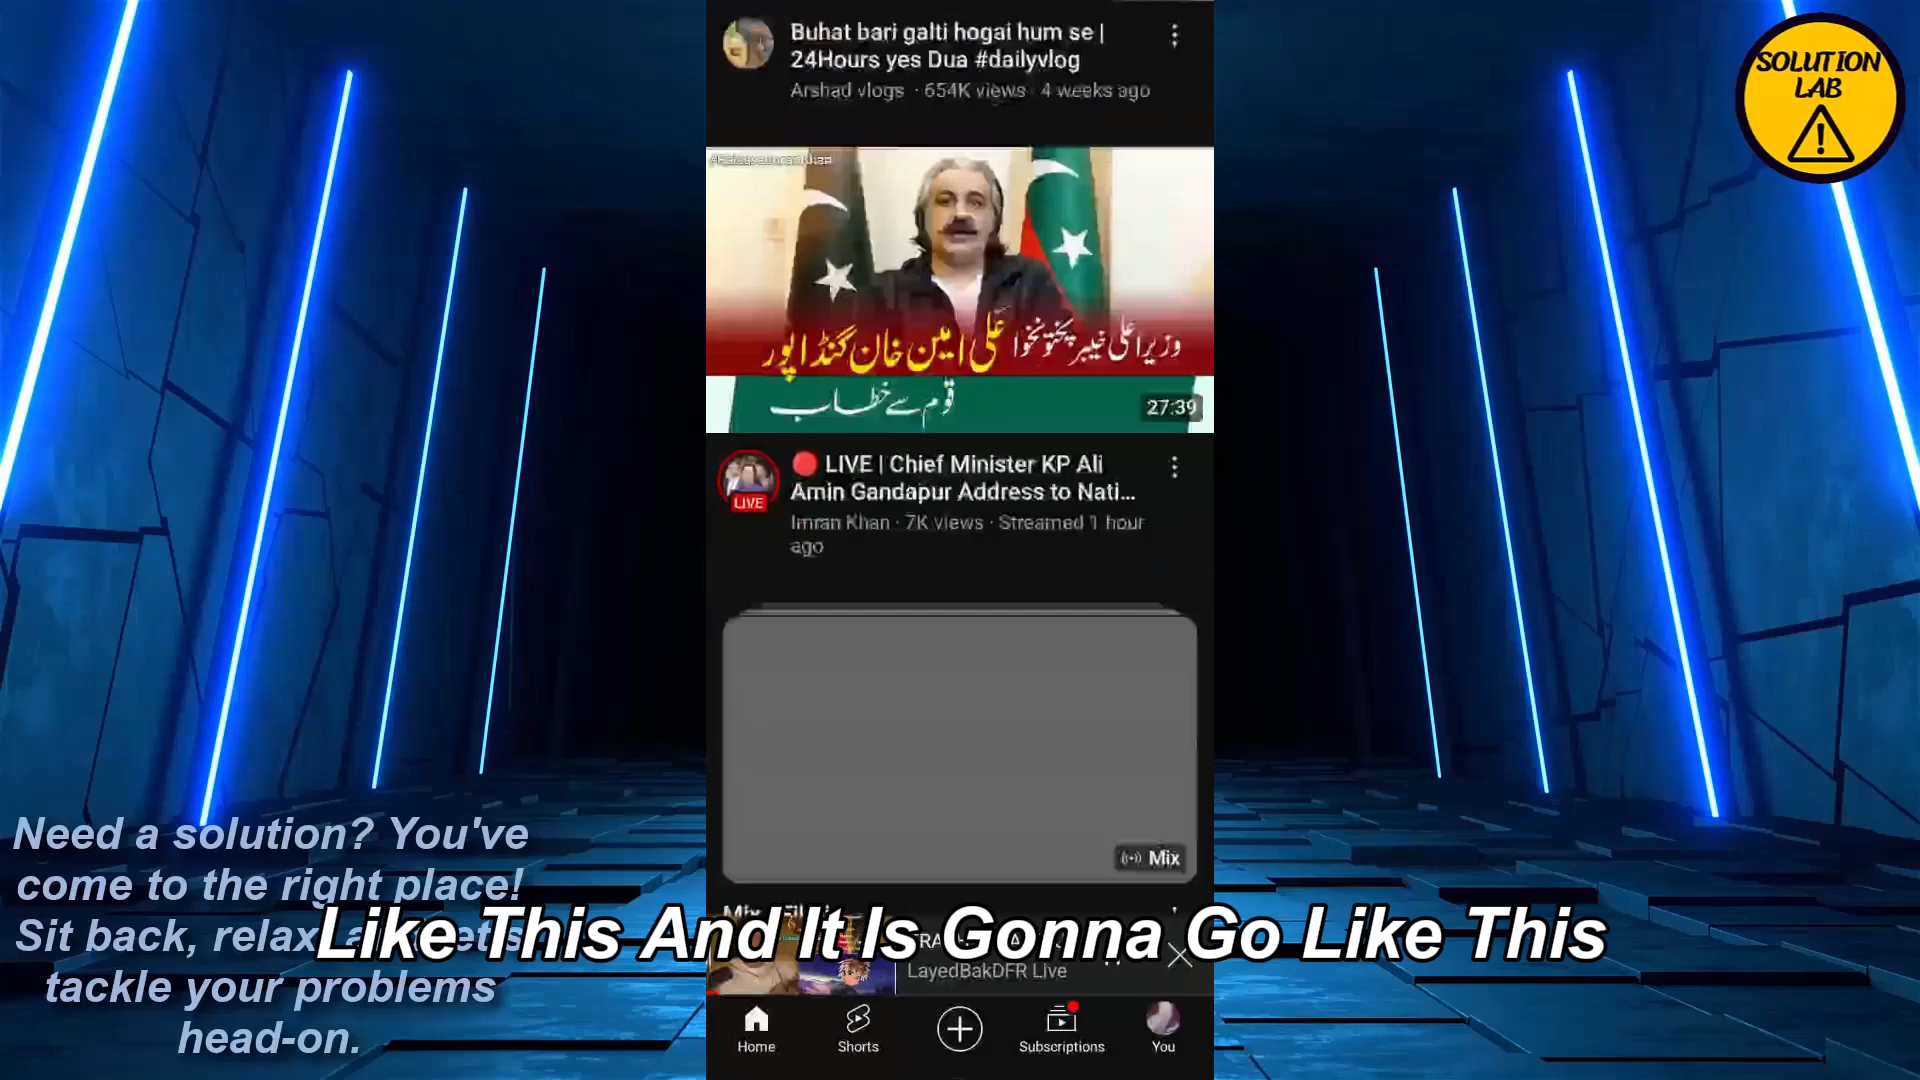 Buhat bari galti hogai hum se |
24Hours yes Dua #dailyvlog
Arshad vlogs · 654K views · 4 weeks ago
SOLUTION
LAB
وزیراعلی خیبر پختونخوا علی امین خان گنڈاپور
قوم سے خطاب
27:39
🔴 LIVE | Chief Minister KP Ali
Amin Gandapur Address to Nati...
LIVE
Imran Khan · 7K views · Streamed 1 hour
ago
Mix
Need a solution? You've
come to the right place!
Sit back, relax,
tackle your problems
head-on.
Like This And It Is Gonna Go Like This
LayedBakDFR Live
Home
Shorts
Subscriptions
You